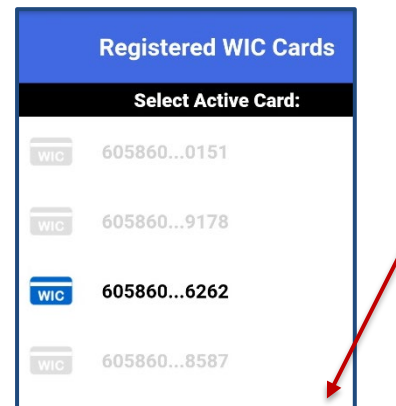 Registered WIC Cards
Select Active Card:
WIC 605860...0151
WIC 605860...9178
WIC 605860...6262
WIC 605860...8587